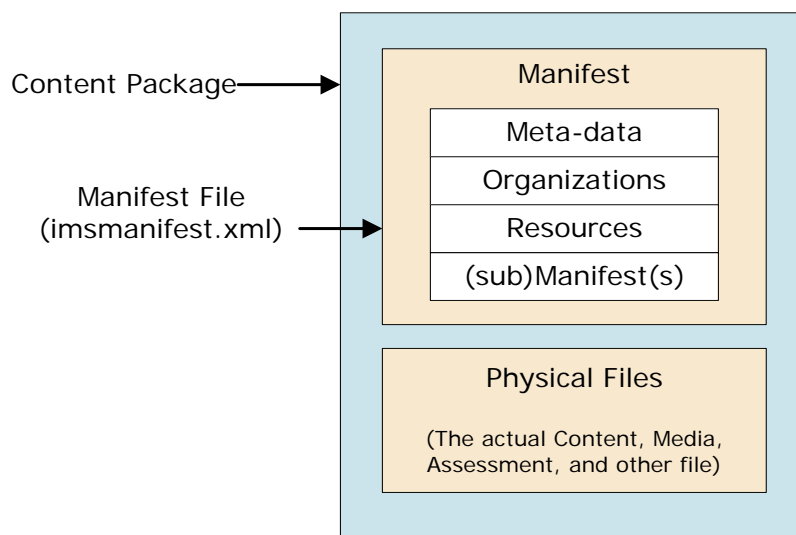 Content Package
Manifest File
(imsmanifest.xml)
Manifest
Meta-data
Organizations
Resources
(sub)Manifest(s)
Physical Files
(The actual Content, Media,
Assessment, and other file)